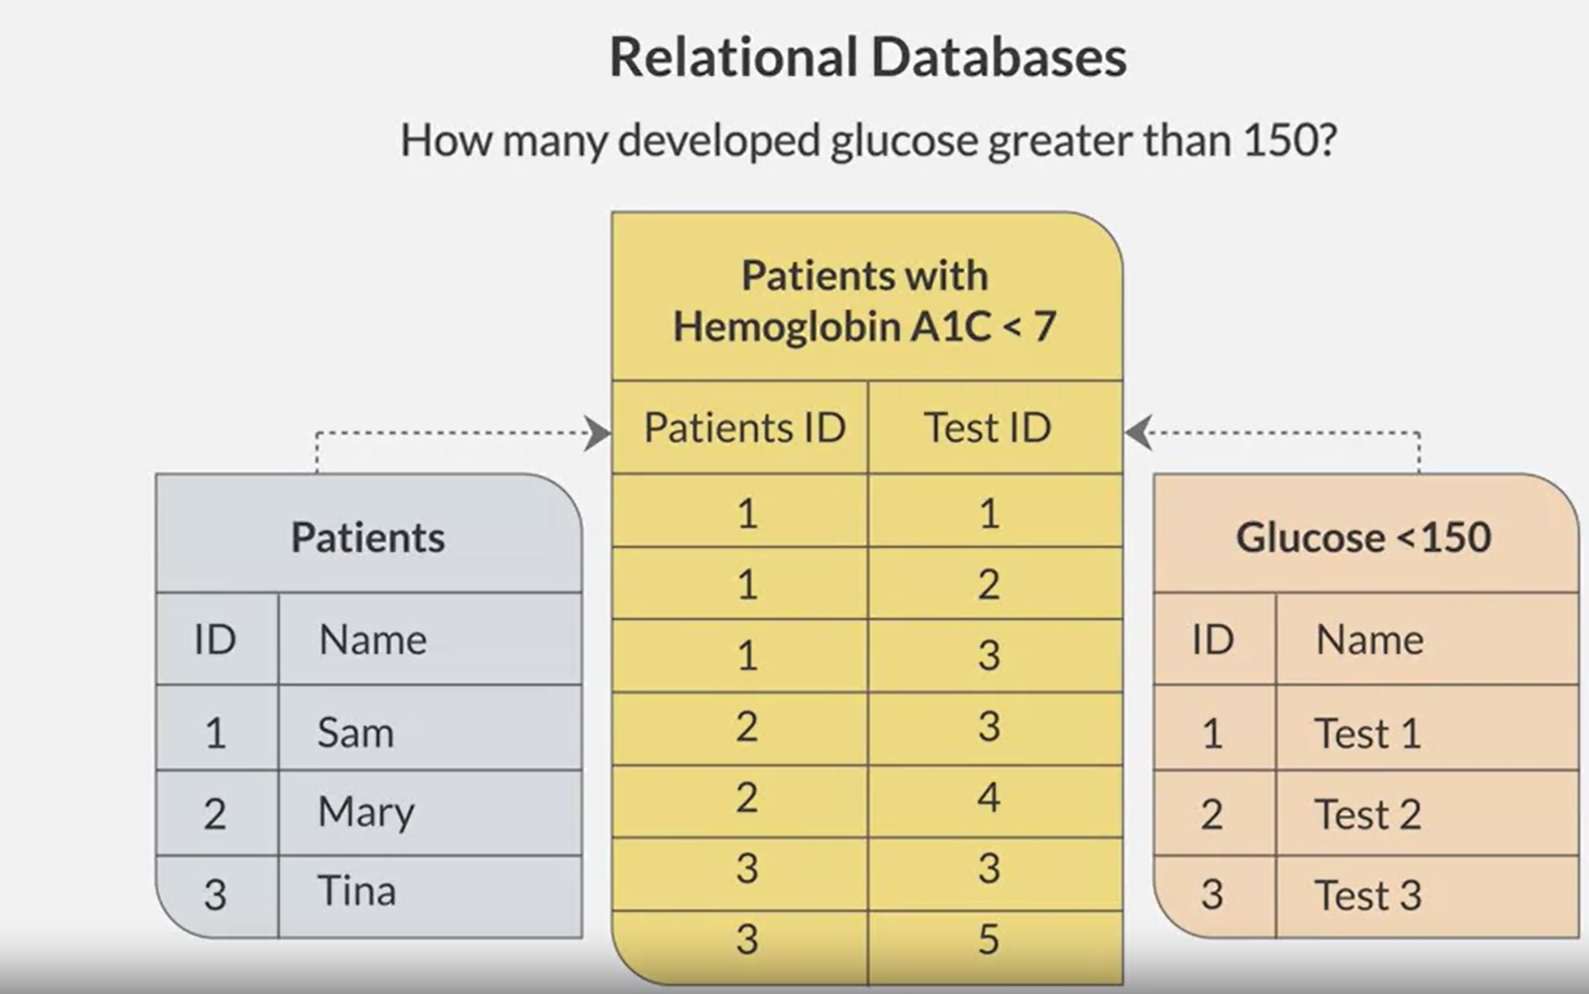 Relational Databases
How many developed glucose greater than 150?
Patients with
Hemoglobin A1C < 7
Patients ID Test ID
1 1
1 2
1 3
2 3
2 4
3 3
3 5
Patients
ID Name
1 Sam
2 Mary
3 Tina
Glucose <150
ID Name
1 Test 1
2 Test 2
3 Test 3